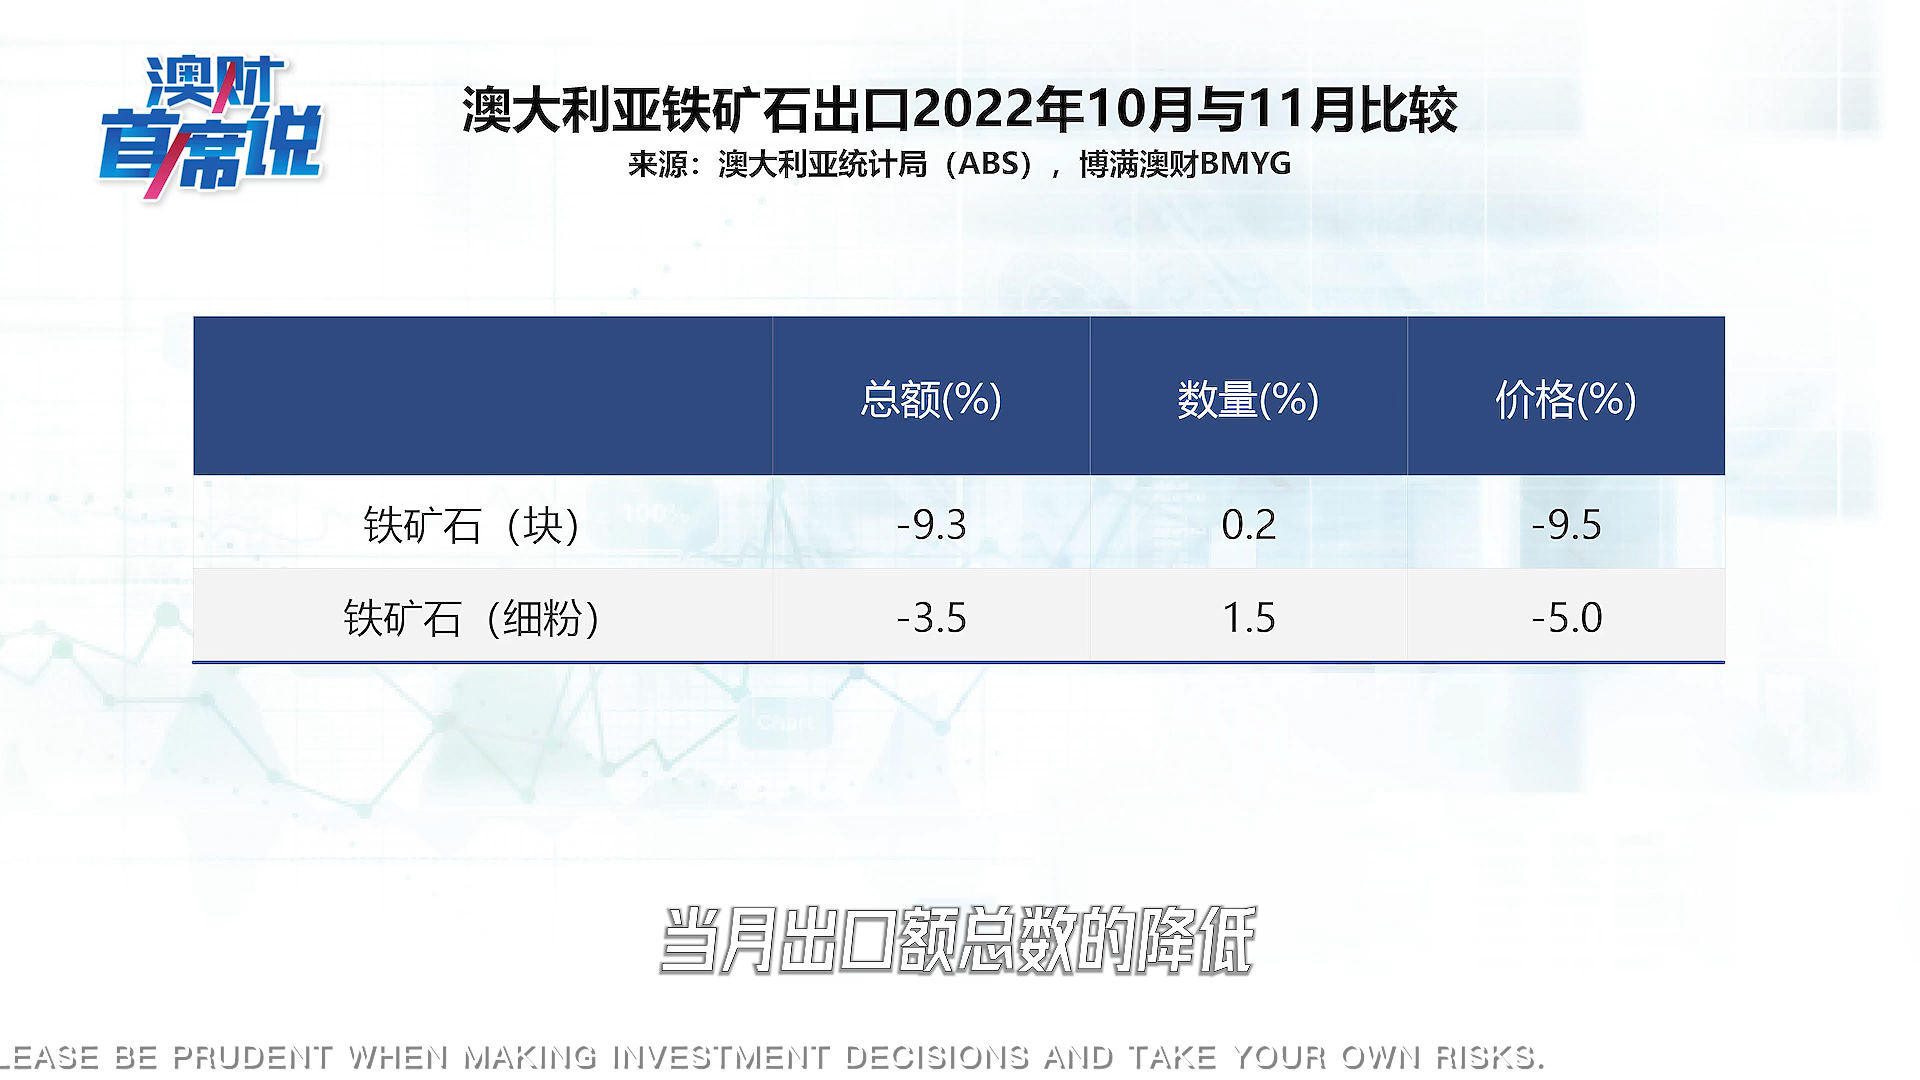 澳财
首席说
澳大利亚铁矿石出口2022年10月与11月比较
来源：澳大利亚统计局（ABS），博满澳财BMYG
总额(%) 数量(%) 价格(%)
铁矿石（块） -9.3 0.2 -9.5
100%
铁矿石（细粉） -3.5 1.5 -5.0
Chart
当月出口额总数的降低
LEASE BE PRUDENT WHEN MAKING INVESTMENT DECISIONS AND TAKE YOUR OWN RISKS.